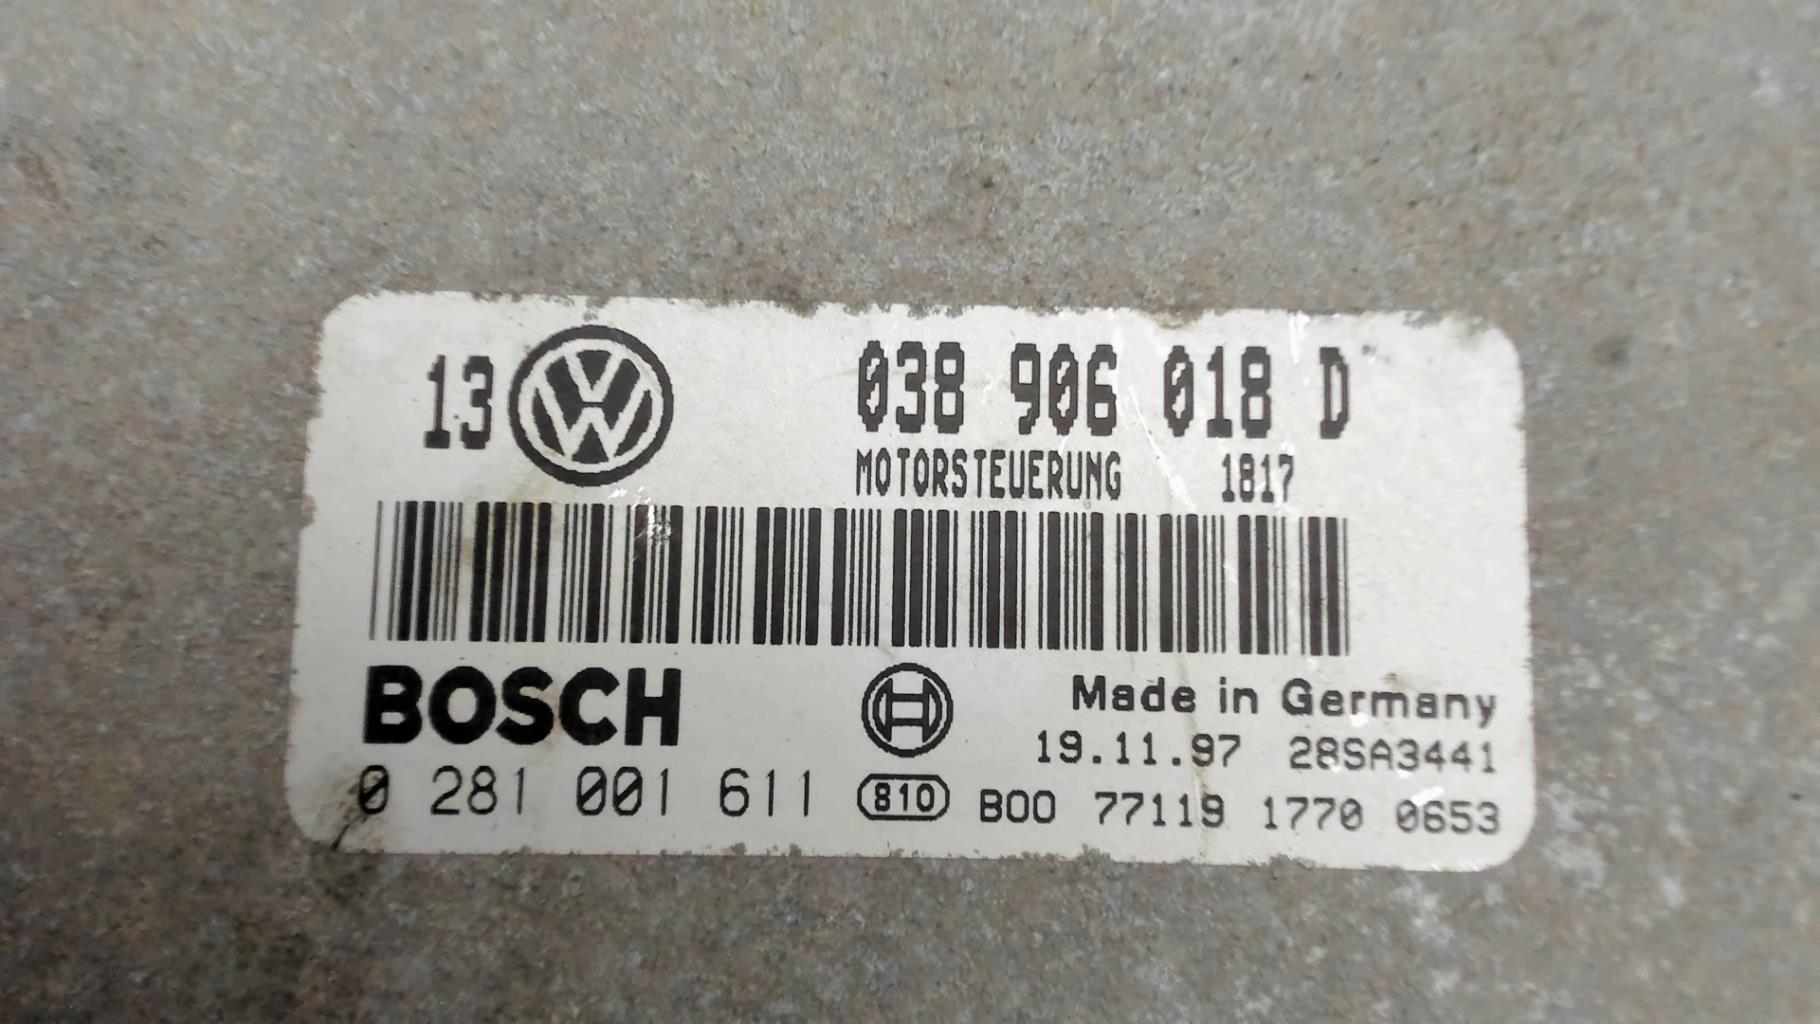 13 VW 038 906 018 D
MOTORSTEUERUNG 1817
BOSCH Made in Germany
19.11.97 28SA3441
0 281 001 611 810 B00 77119 1770 0653